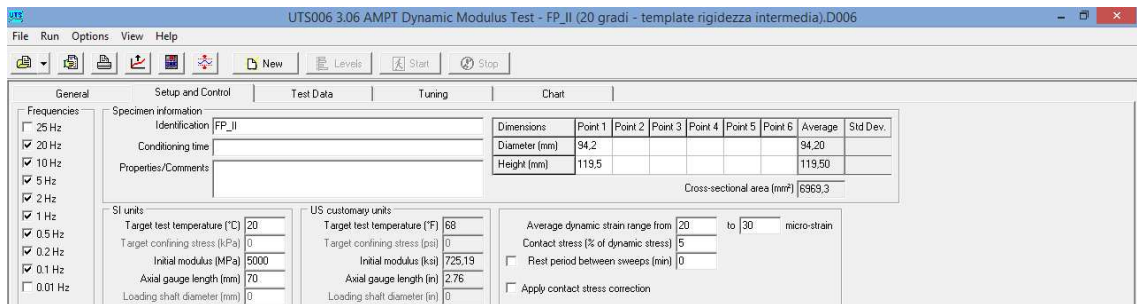 UTS006 3.06 AMPT Dynamic Modulus Test - FP_II (20 gradi - template rigidezza intermedia).D006
File Run Options View Help
New Levels Start Stop
General Setup and Control Test Data Tuning Chart
Frequencies
25 Hz
20 Hz
10 Hz
5 Hz
2 Hz
1 Hz
0.5 Hz
0.2 Hz
0.1 Hz
0.01 Hz
Specimen information
Identification FP_II
Conditioning time
Properties/Comments
Dimensions Point 1 Point 2 Point 3 Point 4 Point 5 Point 6 Average Std Dev.
Diameter (mm) 94,2 94,20
Height (mm) 119,5 119,50
Cross-sectional area (mm²) 6969,3
SI units
Target test temperature (°C) 20
Target confining stress (kPa) 0
Initial modulus (MPa) 5000
Axial gauge length (mm) 70
Loading shaft diameter (mm) 0
US customary units
Target test temperature (°F) 68
Target confining stress (psi) 0
Initial modulus (ksi) 725,19
Axial gauge length (in) 2.76
Loading shaft diameter (in) 0
Average dynamic strain range from 20 to 30 micro-strain
Contact stress (% of dynamic stress) 5
Rest period between sweeps (min) 0
Apply contact stress correction